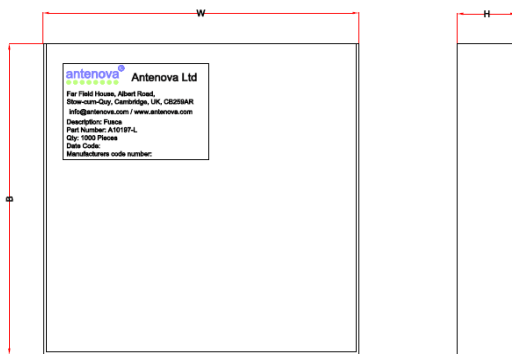 W
H
B
antenova®
Antenova Ltd
Far Field House, Albert Road,
Stow-cum-Quy, Cambridge, UK, CB259AR
info@antenova.com / www.antenova.com
Description: Fusca
Part Number: A10197-L
Qty: 1000 Pieces
Date Code:
Manufacturers code number: